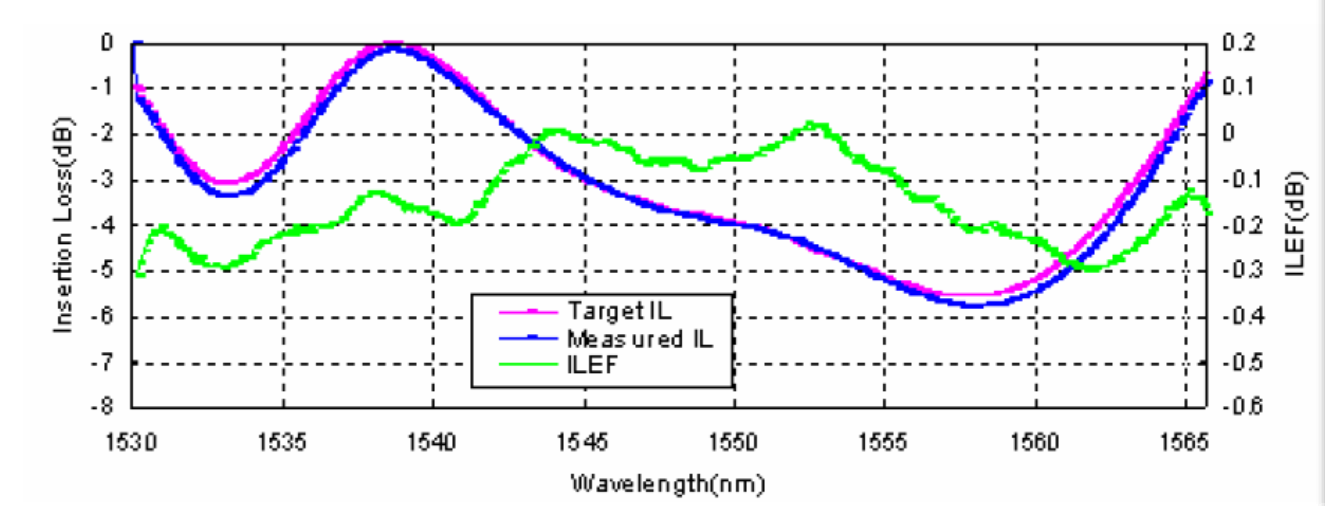 0
-1
-2
-3
-4
-5
-6
-7
-8
Insertion Loss(dB)
0.2
0.1
0
-0.1
-0.2
-0.3
-0.4
-0.5
-0.6
ILEF(dB)
Target IL
Measured IL
ILEF
1530 1535 1540 1545 1550 1555 1560 1565
Wavelength(nm)